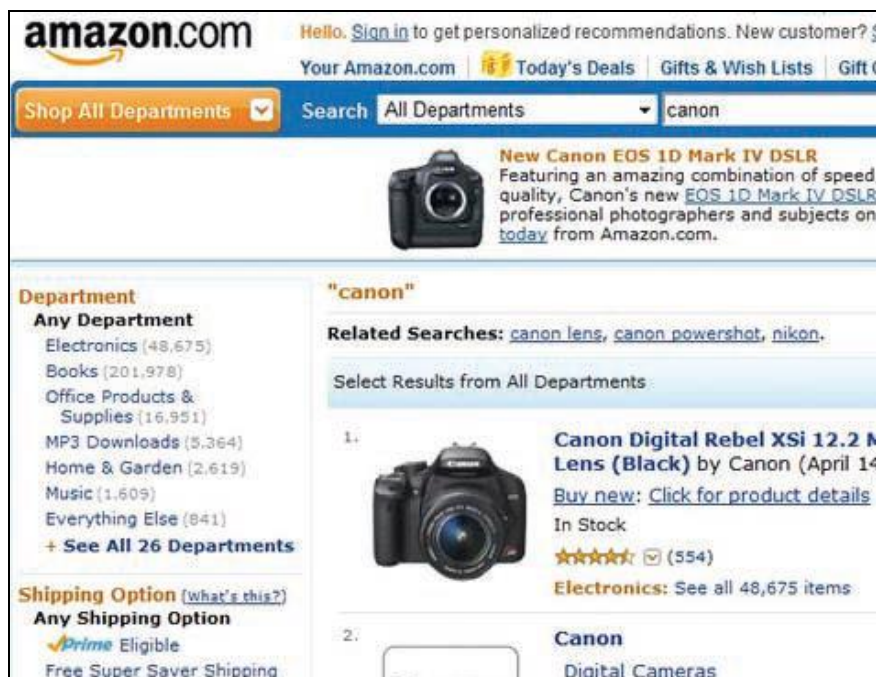 amazon.com
Hello. Sign in to get personalized recommendations. New customer?
Your Amazon.com Today's Deals Gifts & Wish Lists Gift
Shop All Departments Search All Departments canon
New Canon EOS 1D Mark IV DSLR
Featuring an amazing combination of speed
quality, Canon's new EOS 1D Mark IV DSLR
professional photographers and subjects on
today from Amazon.com.
Department
Any Department
Electronics (48,675)
Books (201,978)
Office Products &
Supplies (16,951)
MP3 Downloads (5,364)
Home & Garden (2,619)
Music (1,609)
Everything Else (841)
+ See All 26 Departments
Shipping Option (What's this?)
Any Shipping Option
Prime Eligible
Free Super Saver Shipping
"canon"
Related Searches: canon lens, canon powershot, nikon.
Select Results from All Departments
1.
Canon
Canon Digital Rebel XSi 12.2 M
Lens (Black) by Canon (April 14
Buy new: Click for product details
In Stock
(554)
Electronics: See all 48,675 items
2.
Canon
Digital Cameras